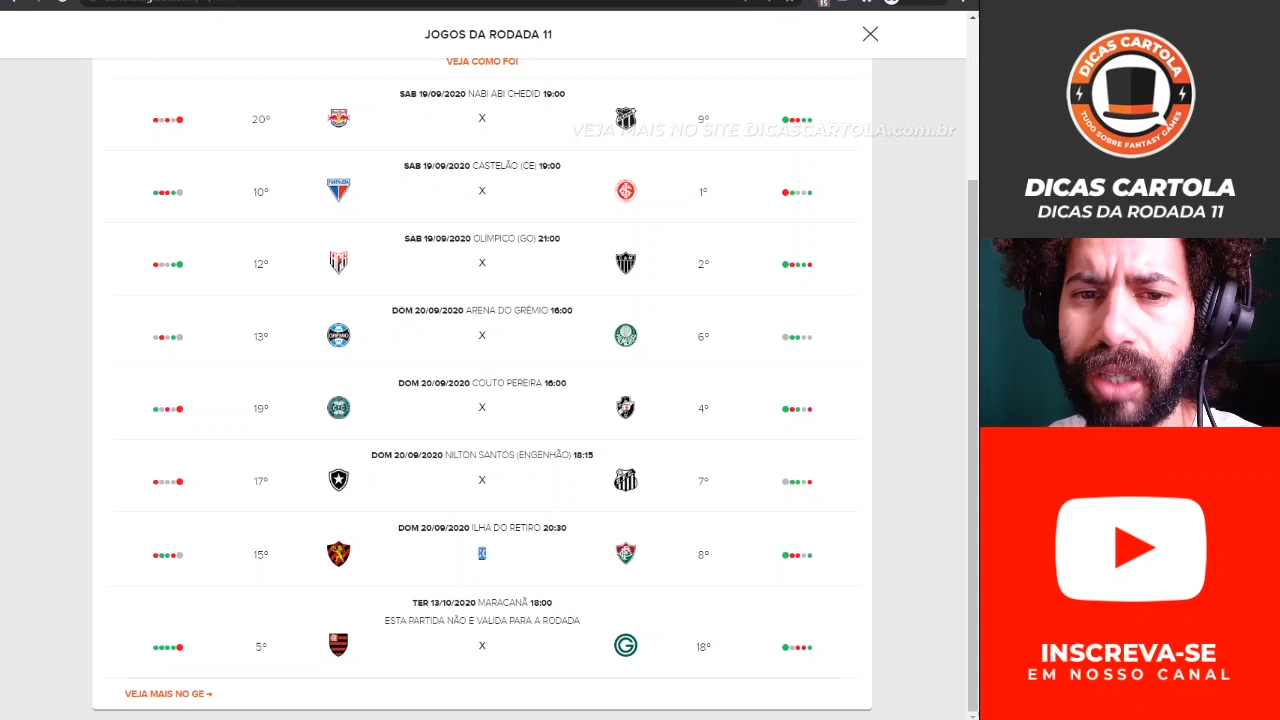 15
JOGOS DA RODADA 11
VEJA COMO FOI
SAB 19/09/2020 NABI ABI CHEDID 19:00
20º X 9º
VEJA MAIS NO SITE DICASCARTOLA.com.br
SAB 19/09/2020 CASTELÃO (CE) 19:00
10º X 1º
SAB 19/09/2020 OLÍMPICO (GO) 21:00
12º X 2º
DOM 20/09/2020 ARENA DO GRÊMIO 16:00
13º X 6º
DOM 20/09/2020 COUTO PEREIRA 16:00
19º X 4º
DOM 20/09/2020 NILTON SANTOS (ENGENHÃO) 18:15
17º X 7º
DOM 20/09/2020 ILHA DO RETIRO 20:30
15º X 8º
TER 13/10/2020 MARACANÃ 18:00
ESTA PARTIDA NÃO É VÁLIDA PARA A RODADA
5º X 18º
VEJA MAIS NO GE
DICAS CARTOLA
TUDO SOBRE FANTASY GAMES
DICAS CARTOLA
DICAS DA RODADA 11
INSCREVA-SE
EM NOSSO CANAL